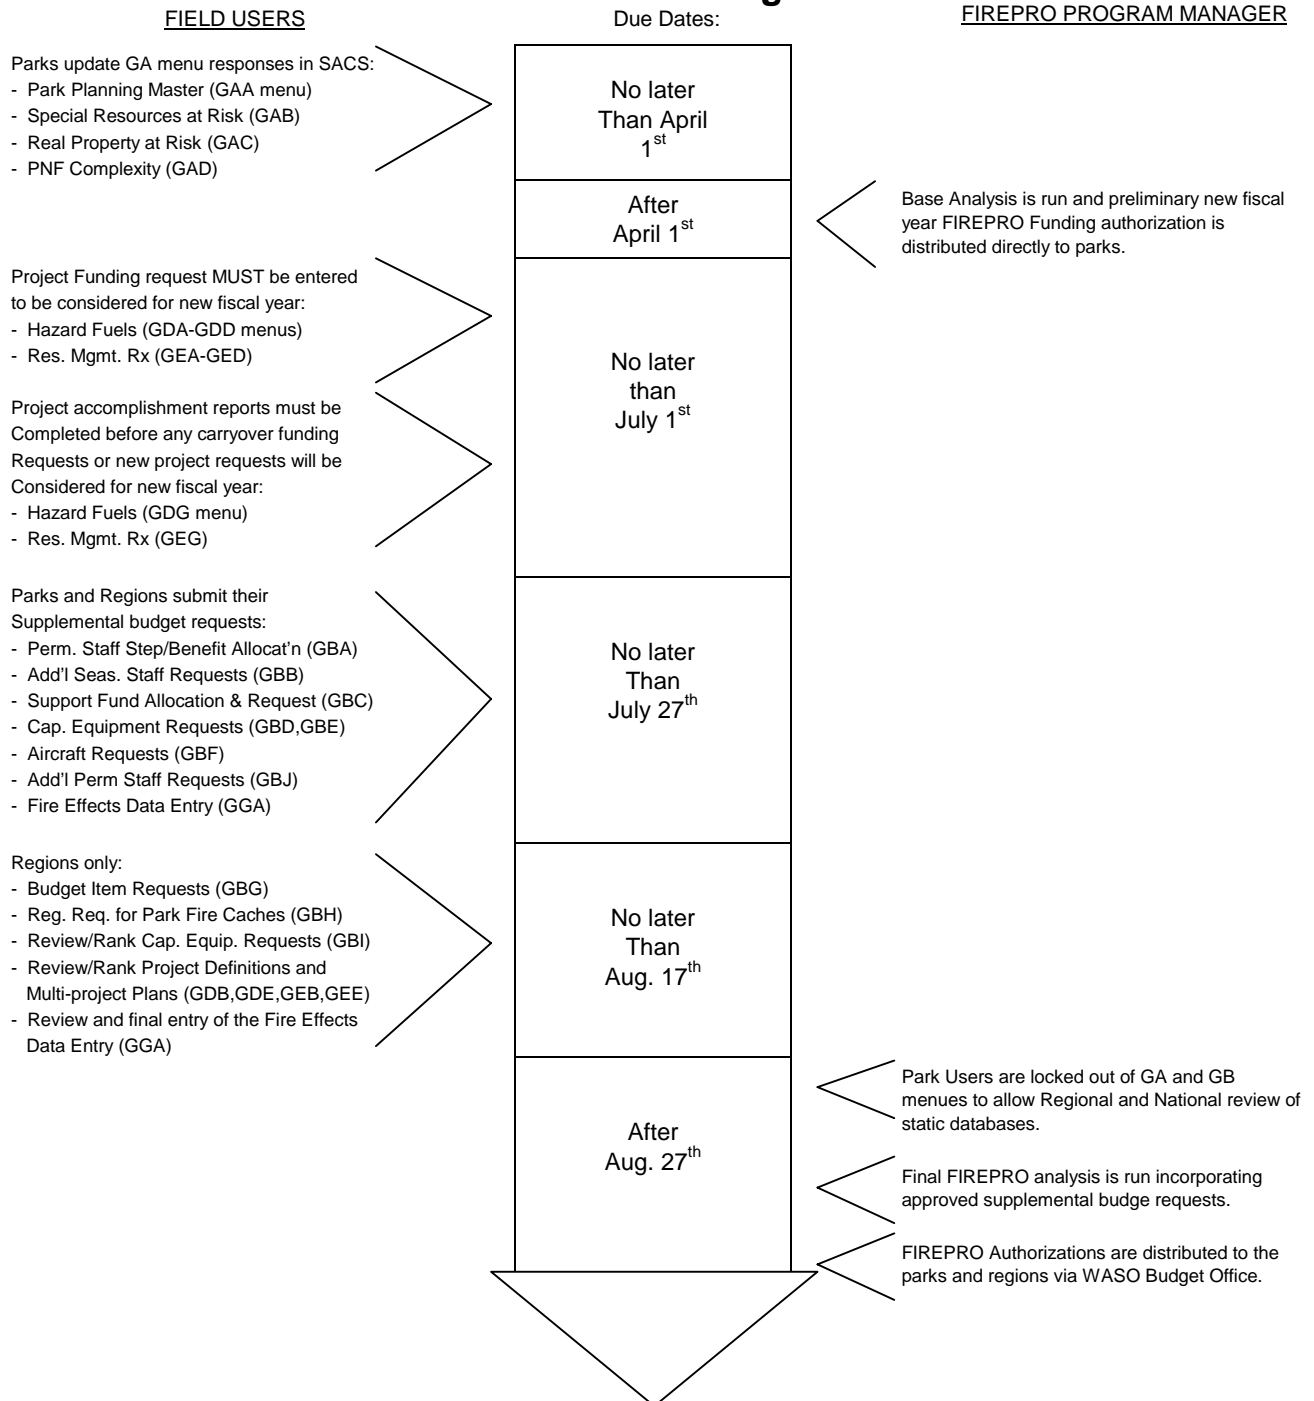 FIELD USERS
Due Dates:
FIREPRO PROGRAM MANAGER
Parks update GA menu responses in SACS:
- Park Planning Master (GAA menu)
- Special Resources at Risk (GAB)
- Real Property at Risk (GAC)
- PNF Complexity (GAD)
No later
Than April
1st
After
April 1st
Base Analysis is run and preliminary new fiscal
year FIREPRO Funding authorization is
distributed directly to parks.
Project Funding request MUST be entered
to be considered for new fiscal year:
- Hazard Fuels (GDA-GDD menus)
- Res. Mgmt. Rx (GEA-GED)
Project accomplishment reports must be
Completed before any carryover funding
Requests or new project requests will be
Considered for new fiscal year:
- Hazard Fuels (GDG menu)
- Res. Mgmt. Rx (GEG)
No later
than
July 1st
Parks and Regions submit their
Supplemental budget requests:
- Perm. Staff Step/Benefit Allocat'n (GBA)
- Add'l Seas. Staff Requests (GBB)
- Support Fund Allocation & Request (GBC)
- Cap. Equipment Requests (GBD,GBE)
- Aircraft Requests (GBF)
- Add'l Perm Staff Requests (GBJ)
- Fire Effects Data Entry (GGA)
No later
Than
July 27th
Regions only:
- Budget Item Requests (GBG)
- Reg. Req. for Park Fire Caches (GBH)
- Review/Rank Cap. Equip. Requests (GBI)
- Review/Rank Project Definitions and
Multi-project Plans (GDB,GDE,GEB,GEE)
- Review and final entry of the Fire Effects
Data Entry (GGA)
No later
Than
Aug. 17th
After
Aug. 27th
Park Users are locked out of GA and GB
menues to allow Regional and National review of
static databases.
Final FIREPRO analysis is run incorporating
approved supplemental budge requests.
FIREPRO Authorizations are distributed to the
parks and regions via WASO Budget Office.